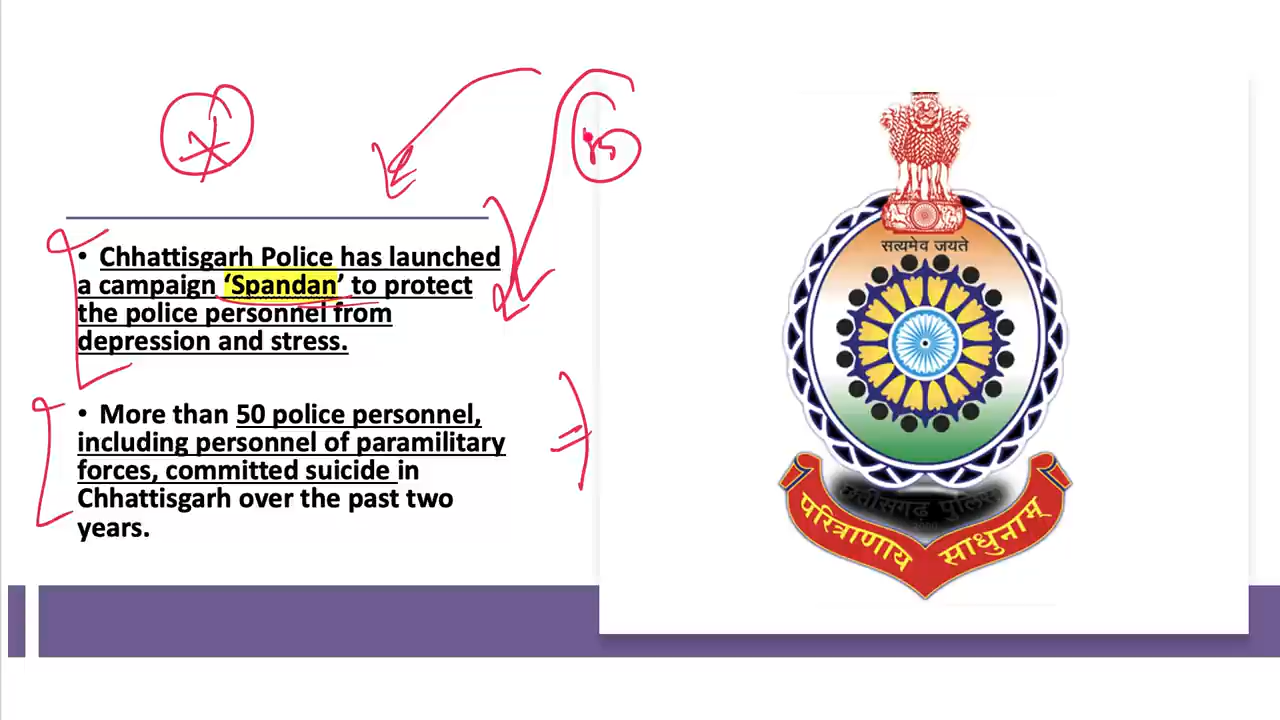 • Chhattisgarh Police has launched
a campaign ‘Spandan’ to protect
the police personnel from
depression and stress.
• More than 50 police personnel,
including personnel of paramilitary
forces, committed suicide in
Chhattisgarh over the past two
years.
सत्यमेव जयते
छत्तीसगढ़ पुलिस
परित्राणाय साधुनाम्